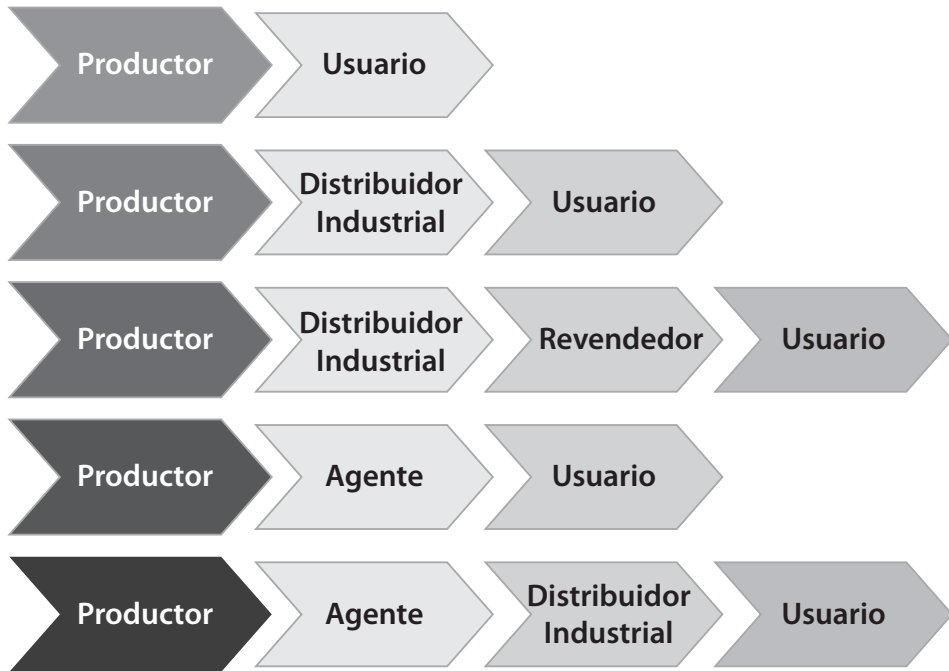 Productor Usuario
Productor Distribuidor Industrial Usuario
Productor Distribuidor Industrial Revendedor Usuario
Productor Agente Usuario
Productor Agente Distribuidor Industrial Usuario